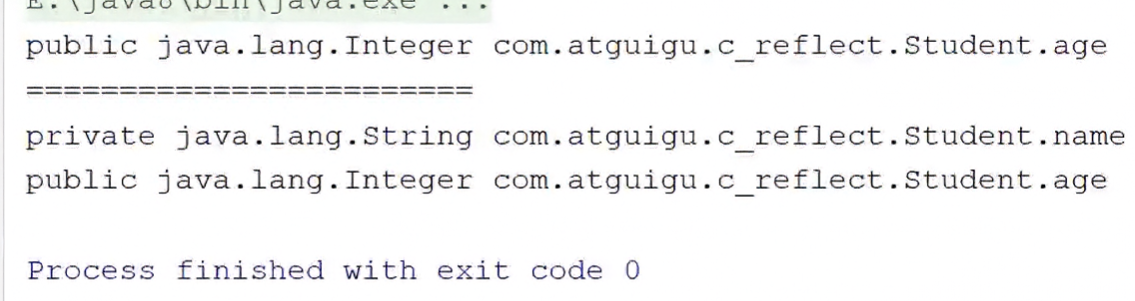 E:\java8\bin\java.exe ...
public java.lang.Integer com.atguigu.c_reflect.Student.age
========================
private java.lang.String com.atguigu.c_reflect.Student.name
public java.lang.Integer com.atguigu.c_reflect.Student.age
Process finished with exit code 0